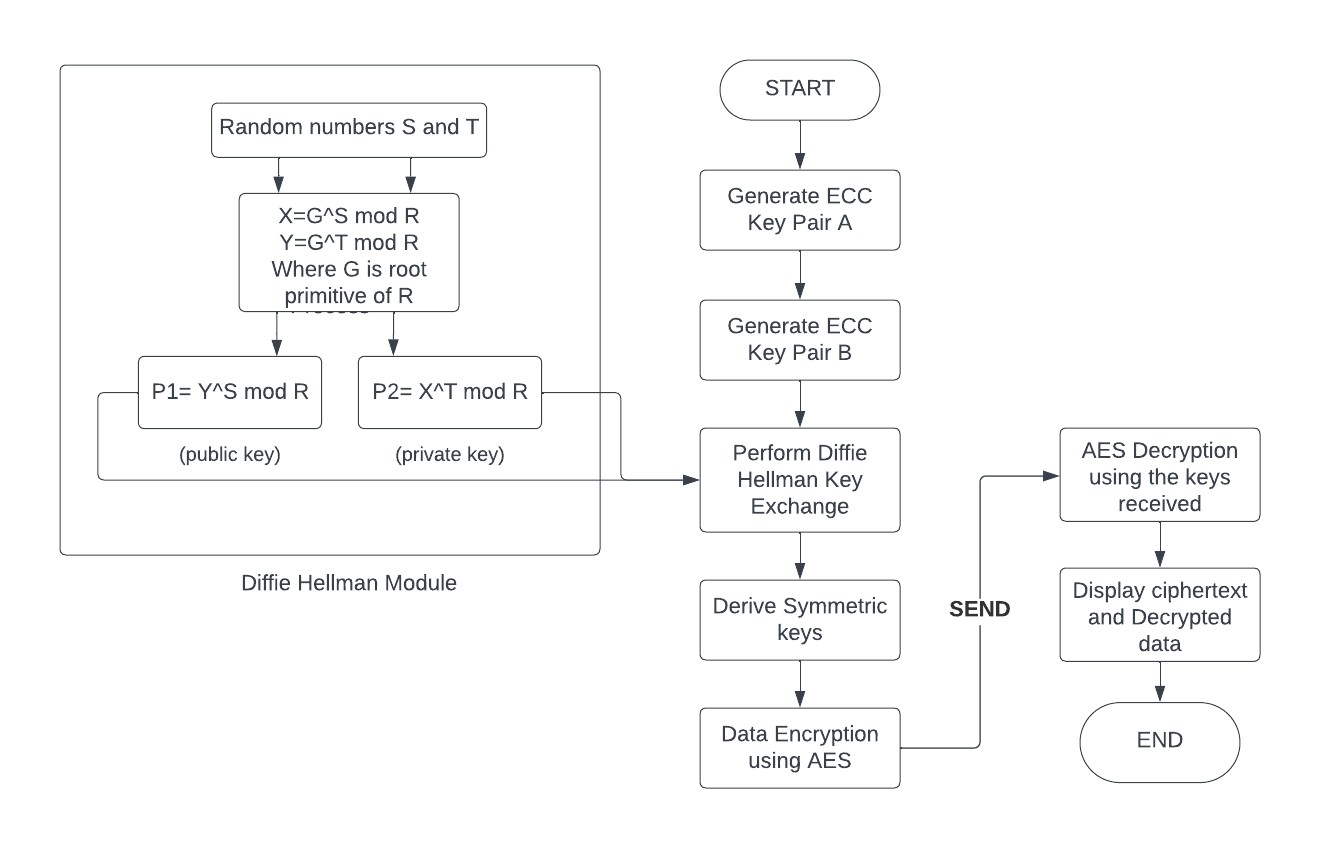 Random numbers S and T
X=G^S mod R
Y=G^T mod R
Where G is root
primitive of R
P1= Y^S mod R
P2= X^T mod R
(public key)
(private key)
Diffie Hellman Module
START
Generate ECC
Key Pair A
Generate ECC
Key Pair B
Perform Diffie
Hellman Key
Exchange
Derive Symmetric
keys
Data Encryption
using AES
SEND
AES Decryption
using the keys
received
Display ciphertext
and Decrypted
data
END